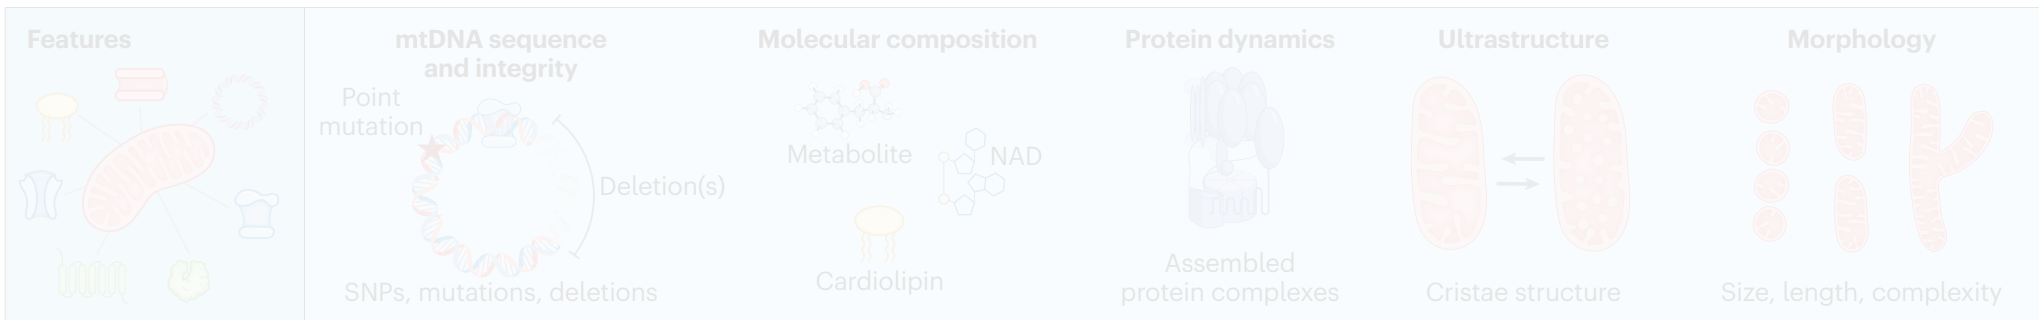 Features
mtDNA sequence
and integrity
Point
mutation
Deletion(s)
SNPs, mutations, deletions
Molecular composition
Metabolite
NAD
Cardiolipin
Protein dynamics
Assembled
protein complexes
Ultrastructure
Cristae structure
Morphology
Size, length, complexity